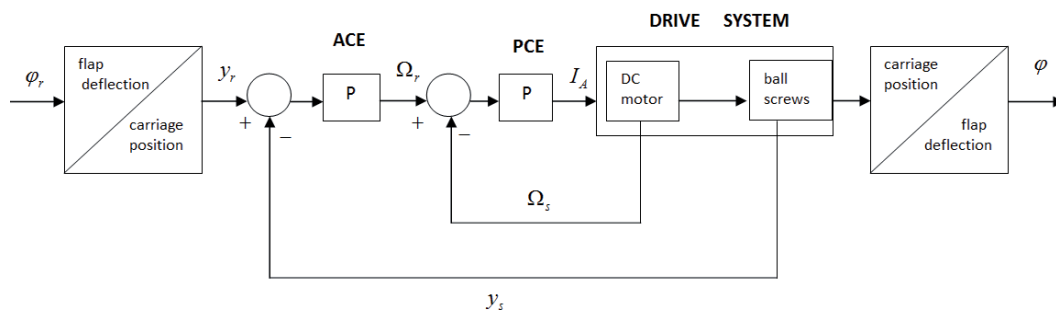 DRIVE SYSTEM
ACE
PCE
φr
flap
deflection
carriage
position
yr
+
−
P
Ωr
+
−
P
IA
DC
motor
ball
screws
carriage
position
flap
deflection
φ
Ωs
ys